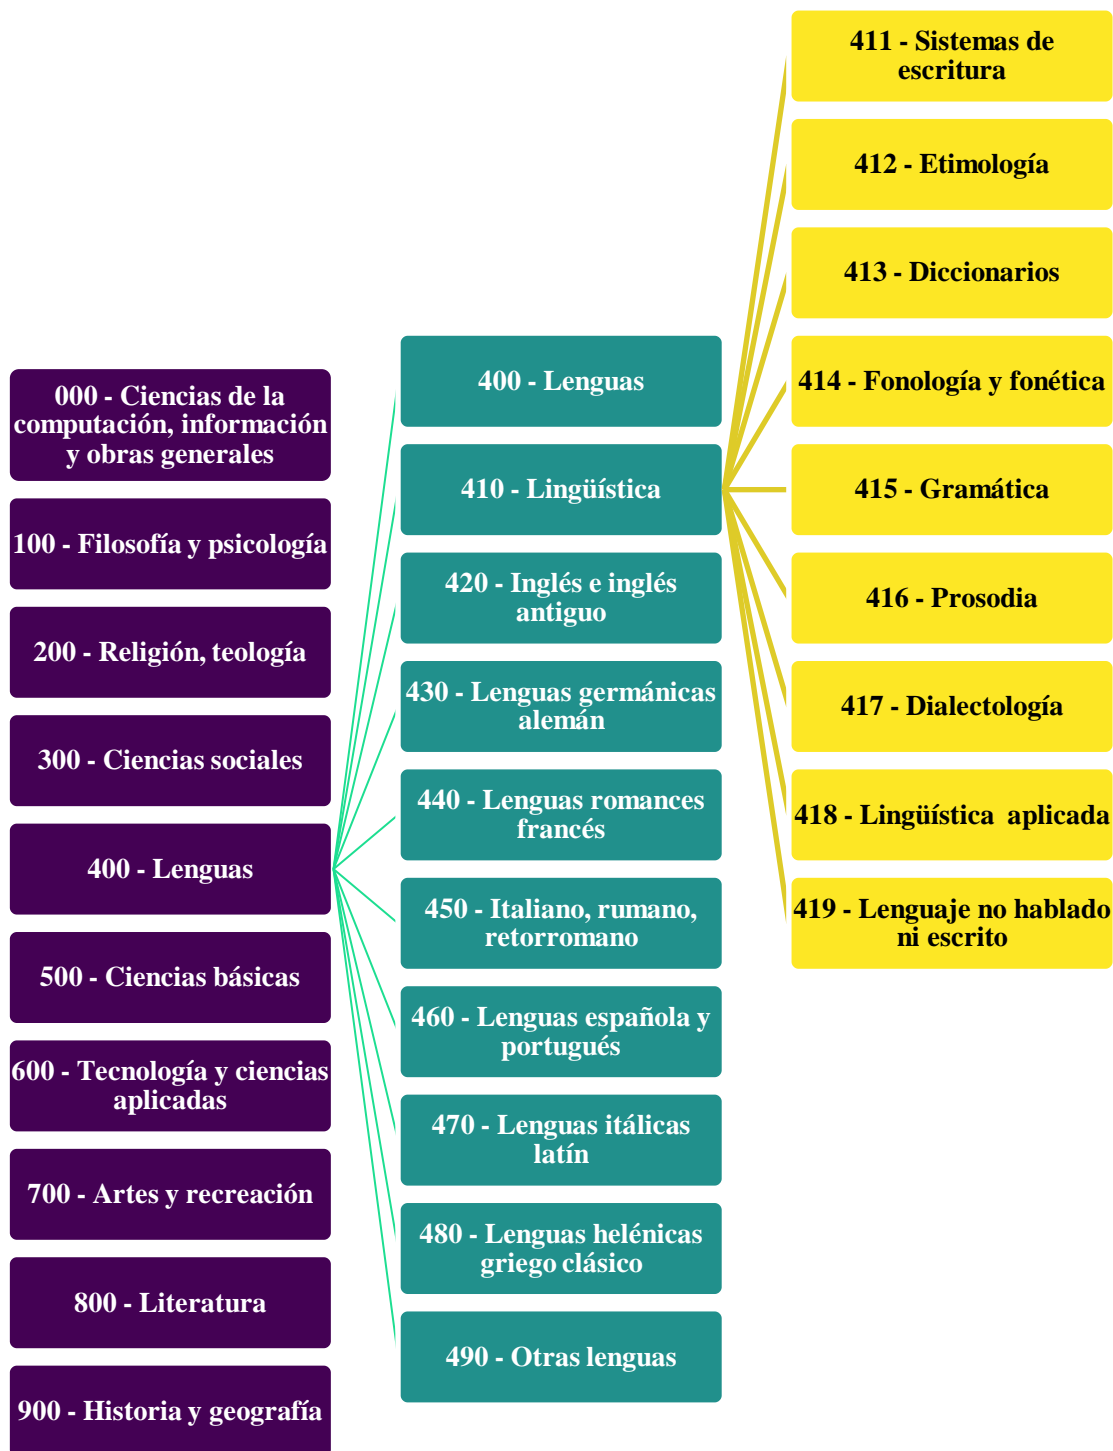 000 - Ciencias de la
computación, información
y obras generales
100 - Filosofía y psicología
200 - Religión, teología
300 - Ciencias sociales
400 - Lenguas
500 - Ciencias básicas
600 - Tecnología y ciencias
aplicadas
700 - Artes y recreación
800 - Literatura
900 - Historia y geografía
400 - Lenguas
410 - Lingüística
420 - Inglés e inglés
antiguo
430 - Lenguas germánicas
alemán
440 - Lenguas romances
francés
450 - Italiano, rumano,
retorromano
460 - Lenguas española y
portugués
470 - Lenguas itálicas
latín
480 - Lenguas helénicas
griego clásico
490 - Otras lenguas
411 - Sistemas de
escritura
412 - Etimología
413 - Diccionarios
414 - Fonología y fonética
415 - Gramática
416 - Prosodia
417 - Dialectología
418 - Lingüística aplicada
419 - Lenguaje no hablado
ni escrito